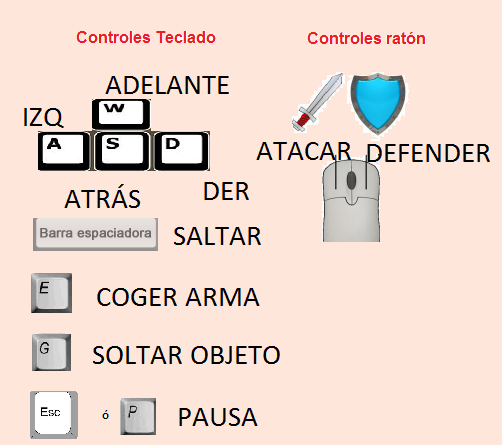 Controles Teclado
Controles ratón
ADELANTE
W
IZQ
A S D
ATRÁS
DER
ATACAR
DEFENDER
Barra espaciadora SALTAR
E COGER ARMA
G SOLTAR OBJETO
Esc ó P PAUSA